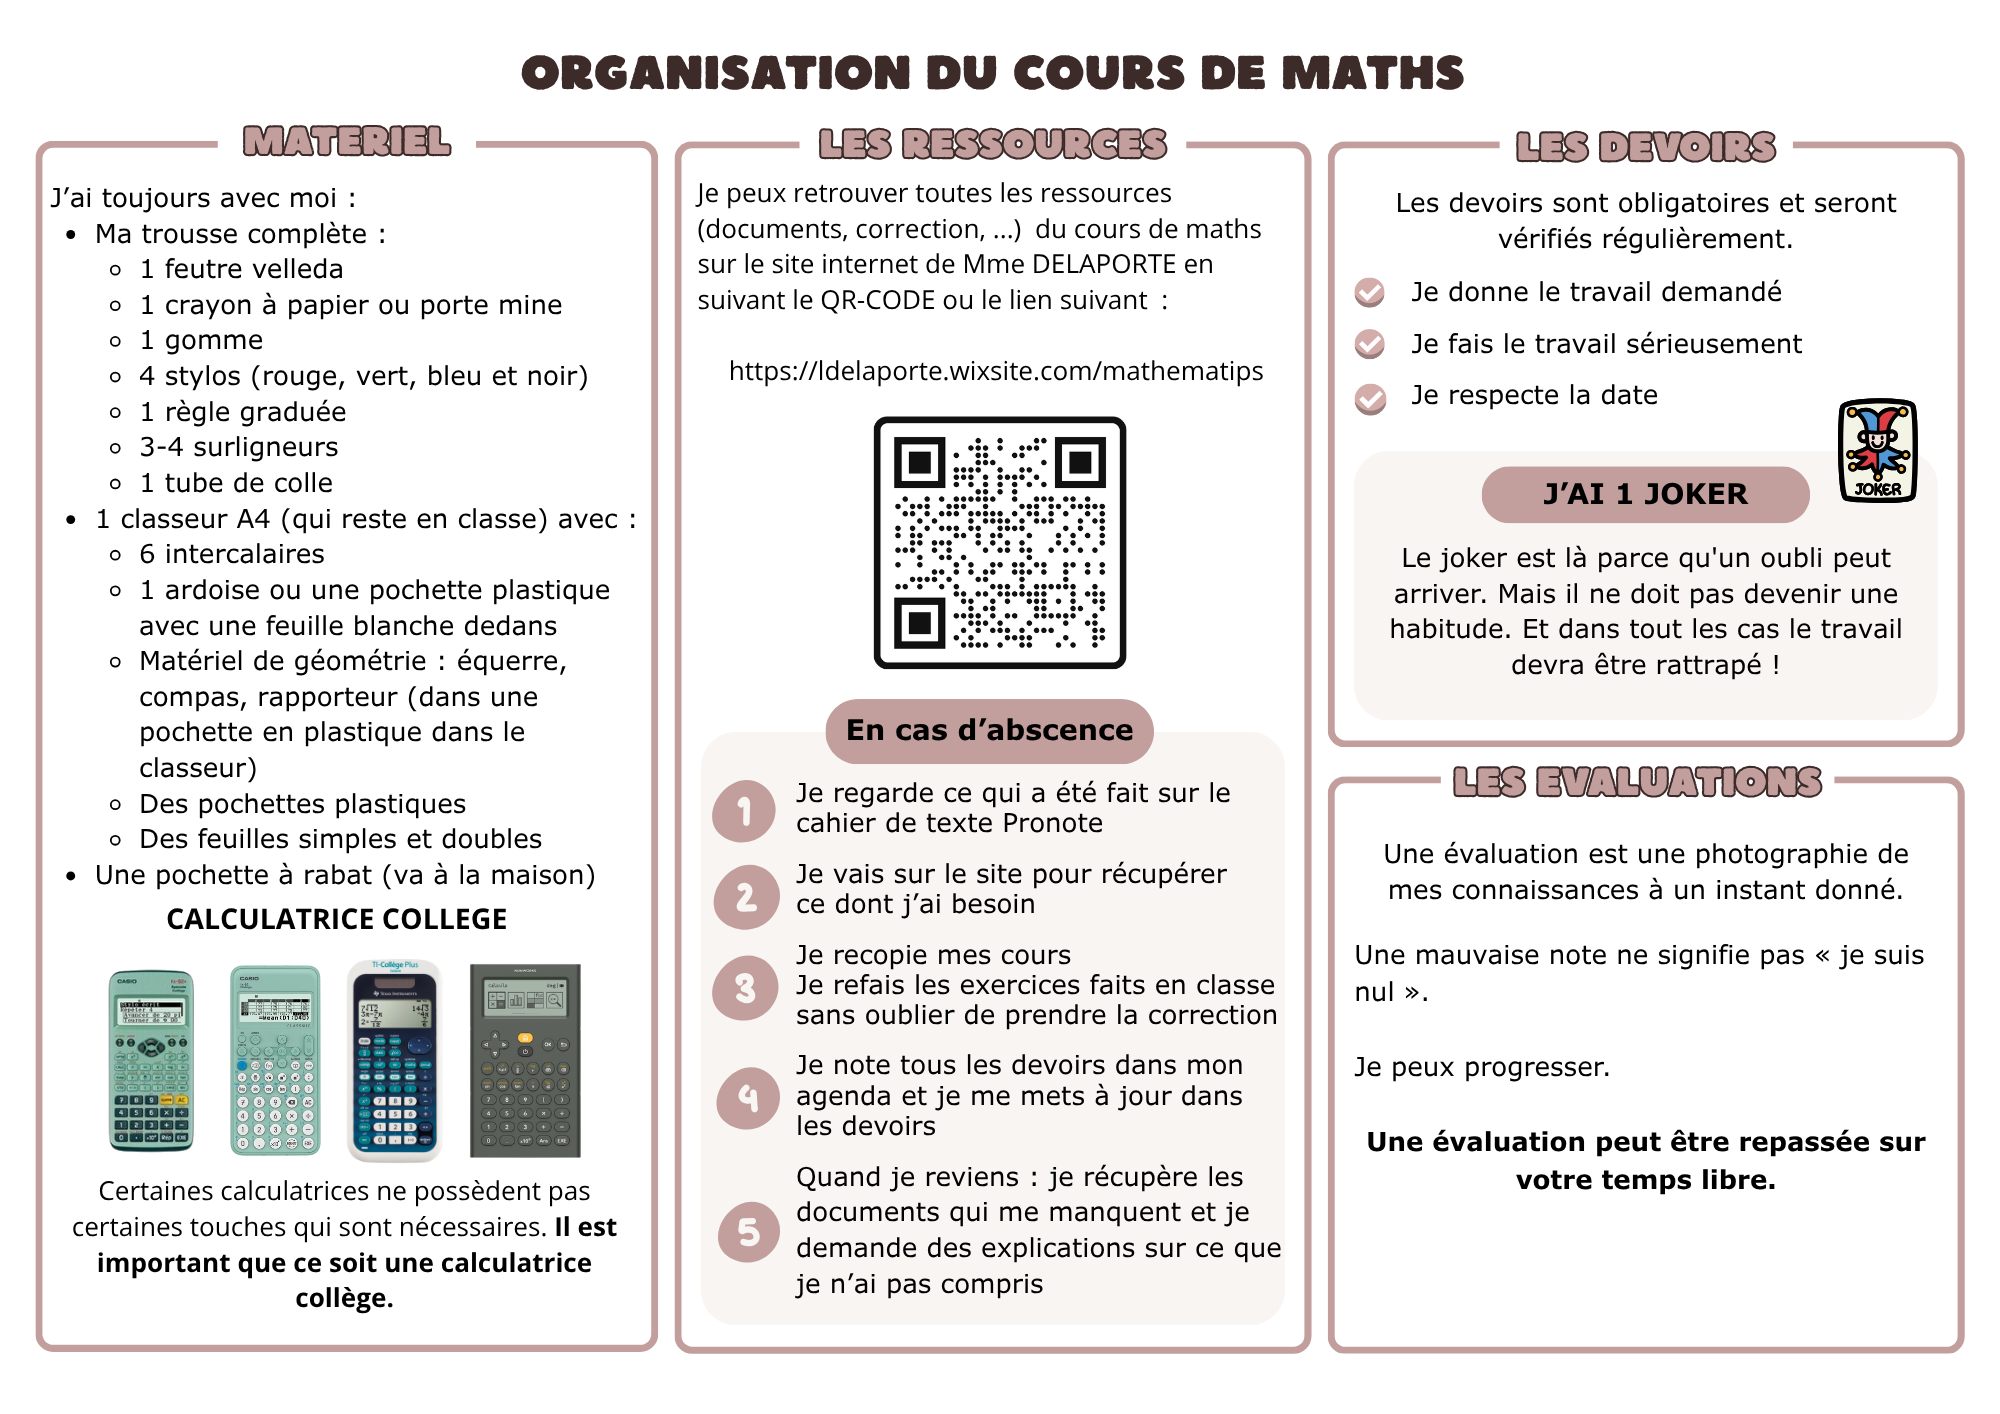 ORGANISATION DU COURS DE MATHS
MATERIEL
J’ai toujours avec moi :
• Ma trousse complète :
◦ 1 feutre velleda
◦ 1 crayon à papier ou porte mine
◦ 1 gomme
◦ 4 stylos (rouge, vert, bleu et noir)
◦ 1 règle graduée
◦ 3-4 surligneurs
◦ 1 tube de colle
• 1 classeur A4 (qui reste en classe) avec :
◦ 6 intercalaires
◦ 1 ardoise ou une pochette plastique
avec une feuille blanche dedans
◦ Matériel de géométrie : équerre,
compas, rapporteur (dans une
pochette en plastique dans le
classeur)
◦ Des pochettes plastiques
◦ Des feuilles simples et doubles
• Une pochette à rabat (va à la maison)
CALCULATRICE COLLEGE
CASIO
CASIO
TI-Collège Plus
Certaines calculatrices ne possèdent pas
certaines touches qui sont nécessaires. Il est
important que ce soit une calculatrice
collège.
LES RESSOURCES
Je peux retrouver toutes les ressources
(documents, correction, ...)  du cours de maths
sur le site internet de Mme DELAPORTE en
suivant le QR-CODE ou le lien suivant  :
https://ldelaporte.wixsite.com/mathematips
En cas d’abscence
1
Je regarde ce qui a été fait sur le
cahier de texte Pronote
2
Je vais sur le site pour récupérer
ce dont j’ai besoin
3
Je recopie mes cours
Je refais les exercices faits en classe
sans oublier de prendre la correction
4
Je note tous les devoirs dans mon
agenda et je me mets à jour dans
les devoirs
5
Quand je reviens : je récupère les
documents qui me manquent et je
demande des explications sur ce que
je n’ai pas compris
LES DEVOIRS
Les devoirs sont obligatoires et seront
vérifiés régulièrement.
Je donne le travail demandé
Je fais le travail sérieusement
Je respecte la date
JOKER
J’AI 1 JOKER
Le joker est là parce qu'un oubli peut
arriver. Mais il ne doit pas devenir une
habitude. Et dans tout les cas le travail
devra être rattrapé !
LES EVALUATIONS
Une évaluation est une photographie de
mes connaissances à un instant donné.
Une mauvaise note ne signifie pas « je suis
nul ».
Je peux progresser.
Une évaluation peut être repassée sur
votre temps libre.